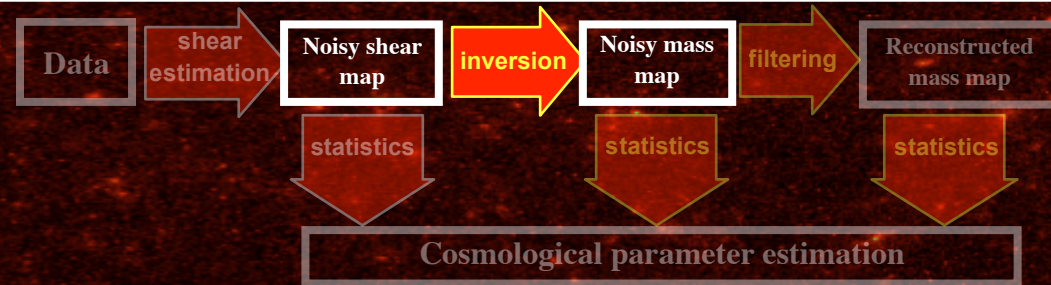 Data
shear
estimation
Noisy shear
map
inversion
Noisy mass
map
filtering
Reconstructed
mass map
statistics
statistics
statistics
Cosmological parameter estimation